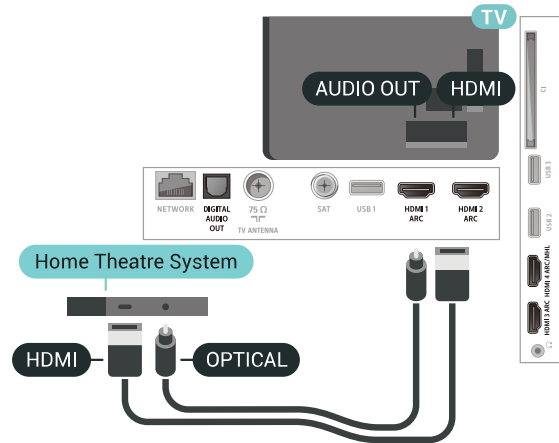 TV
AUDIO OUT
HDMI
CI
USB 3
USB 2
HDMI 4 ARC/MHL
HDMI 3 ARC
NETWORK
DIGITAL
AUDIO
OUT
75 Ω
TV ANTENNA
SAT
USB 1
HDMI 1
ARC
HDMI 2
ARC
Home Theatre System
HDMI
OPTICAL